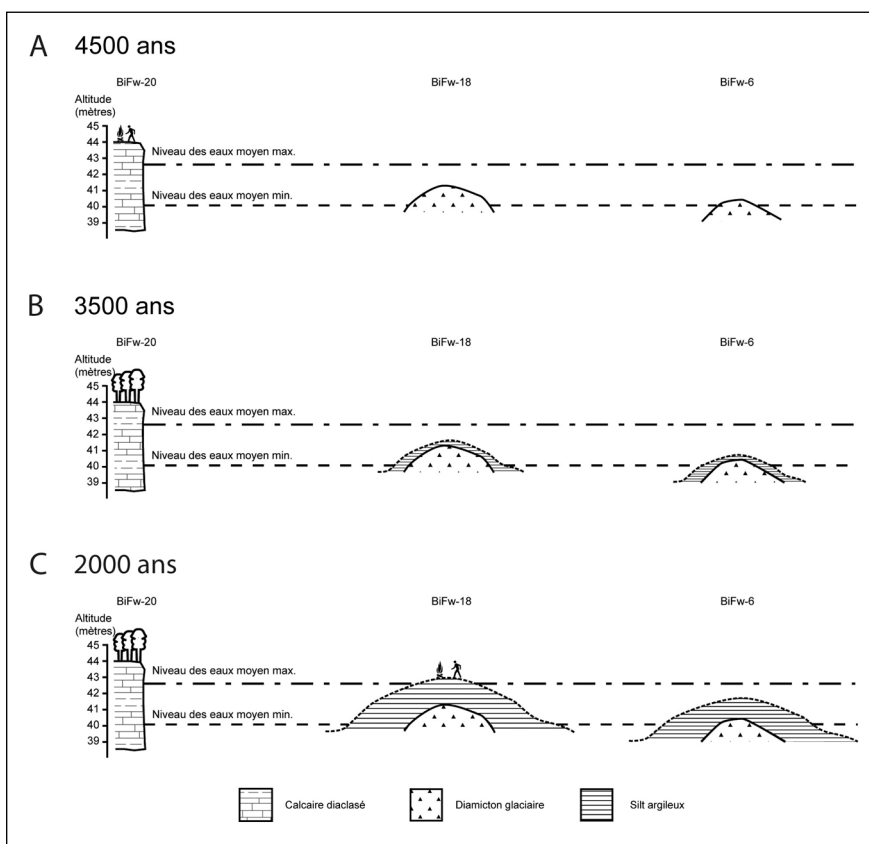 A 4500 ans
BiFw-20 BiFw-18 BiFw-6
Altitude
(mètres)
45
44
43 Niveau des eaux moyen max.
42
41
40 Niveau des eaux moyen min.
39
B 3500 ans
BiFw-20 BiFw-18 BiFw-6
Altitude
(mètres)
45
44
43 Niveau des eaux moyen max.
42
41
40 Niveau des eaux moyen min.
39
C 2000 ans
BiFw-20 BiFw-18 BiFw-6
Altitude
(mètres)
45
44
43 Niveau des eaux moyen max.
42
41
40 Niveau des eaux moyen min.
39
Calcaire diaclasé Diamicton glaciaire Silt argileux